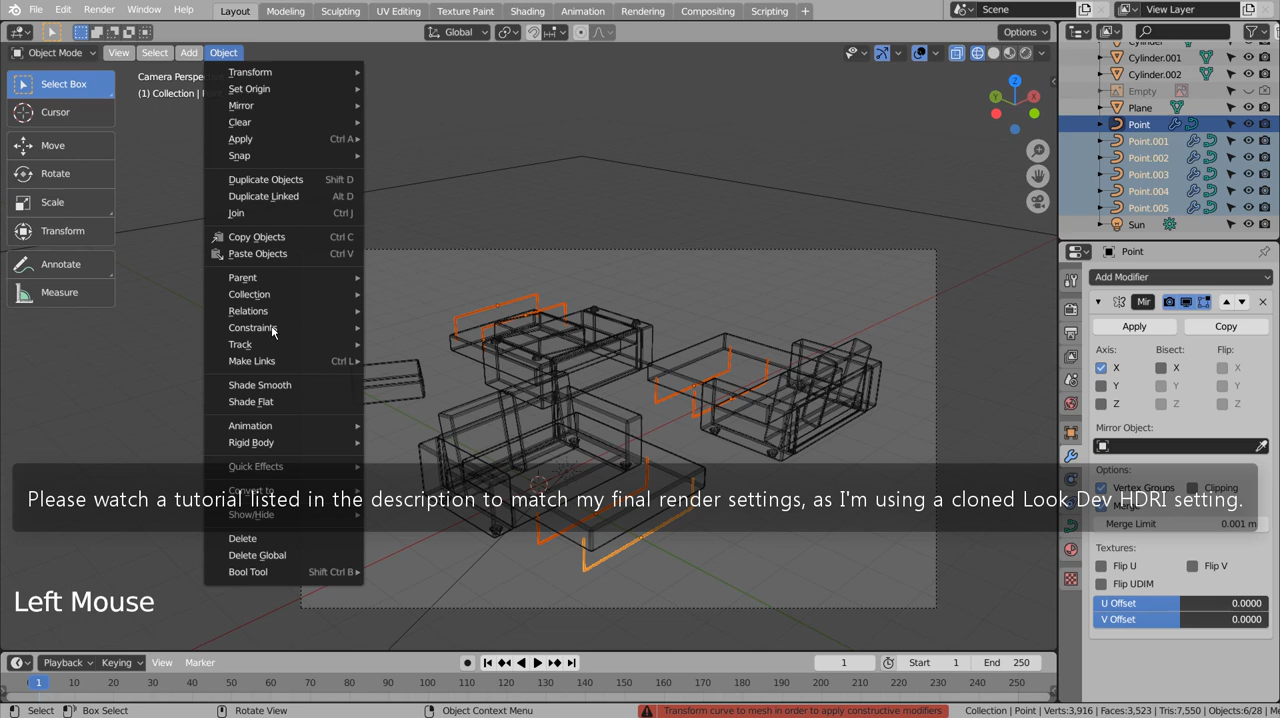 File Edit Render Window Help Layout Modeling Sculpting UV Editing Texture Paint Shading Animation Rendering Compositing Scripting + Scene View Layer
Global Options
Object Mode View Select Add Object
Select Box
Cursor
Move
Rotate
Scale
Transform
Annotate
Measure
Camera Perspe
(1) Collection |
Transform
Set Origin
Mirror
Clear
Apply Ctrl A
Snap
Duplicate Objects Shift D
Duplicate Linked Alt D
Join Ctrl J
Copy Objects Ctrl C
Paste Objects Ctrl V
Parent
Collection
Relations
Constraints
Track
Make Links Ctrl L
Shade Smooth
Shade Flat
Animation
Rigid Body
Quick Effects
Convert to
Show/Hide
Delete
Delete Global
Bool Tool Shift Ctrl B
Z
Y
X
Cylinder.001
Cylinder.002
Empty
Plane
Point
Point.001
Point.002
Point.003
Point.004
Point.005
Sun
Point
Add Modifier
Mir
Apply Copy
Axis: Bisect: Flip:
X X X
Y Y Y
Z Z Z
Mirror Object:
Options:
Vertex Groups Clipping
Merge
Merge Limit 0.001 m
Textures:
Flip U Flip V
Flip UDIM
U Offset 0.0000
V Offset 0.0000
Please watch a tutorial listed in the description to match my final render settings, as I'm using a cloned Look Dev HDRI setting.
Left Mouse
Playback Keying View Marker 1 Start 1 End 250
1 10 20 30 40 50 60 70 80 90 100 110 120 130 140 150 160 170 180 190 200 210 220 230 240 250
Select Box Select Rotate View Object Context Menu Transform curve to mesh in order to apply constructive modifiers Collection | Point | Verts:3,916 | Faces:3,523 | Tris:7,550 | Objects:6/28 | Me